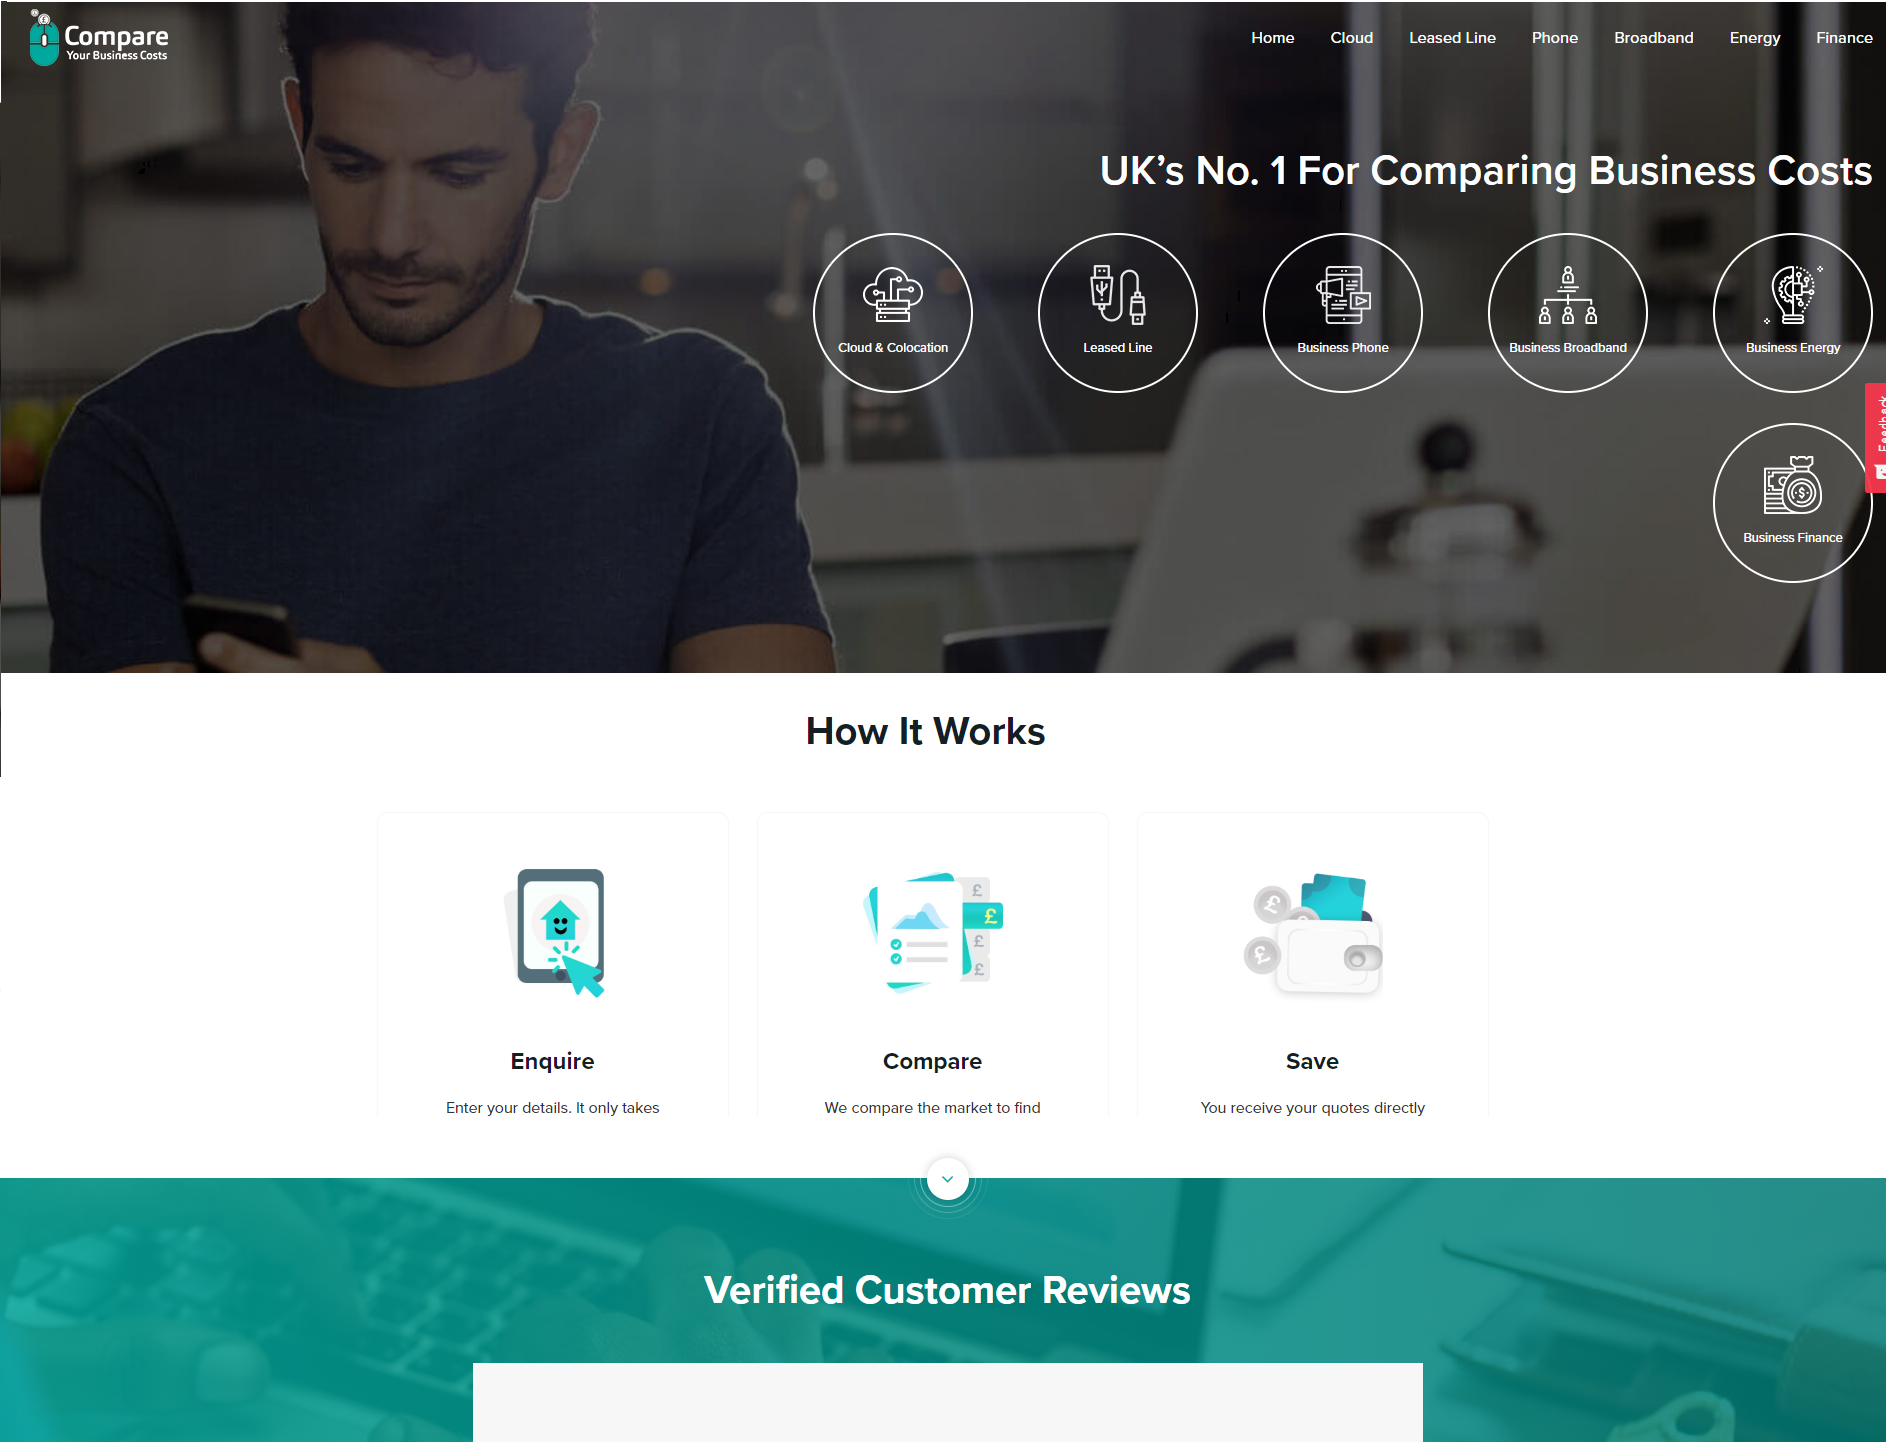 Compare
Your Business Costs
Home Cloud Leased Line Phone Broadband Energy Finance
UK’s No. 1 For Comparing Business Costs
Cloud & Colocation
Leased Line
Business Phone
Business Broadband
Business Energy
Feedback
Business Finance
How It Works
£
£
£
£
£
£
Enquire
Compare
Save
Enter your details. It only takes
We compare the market to find
You receive your quotes directly
Verified Customer Reviews